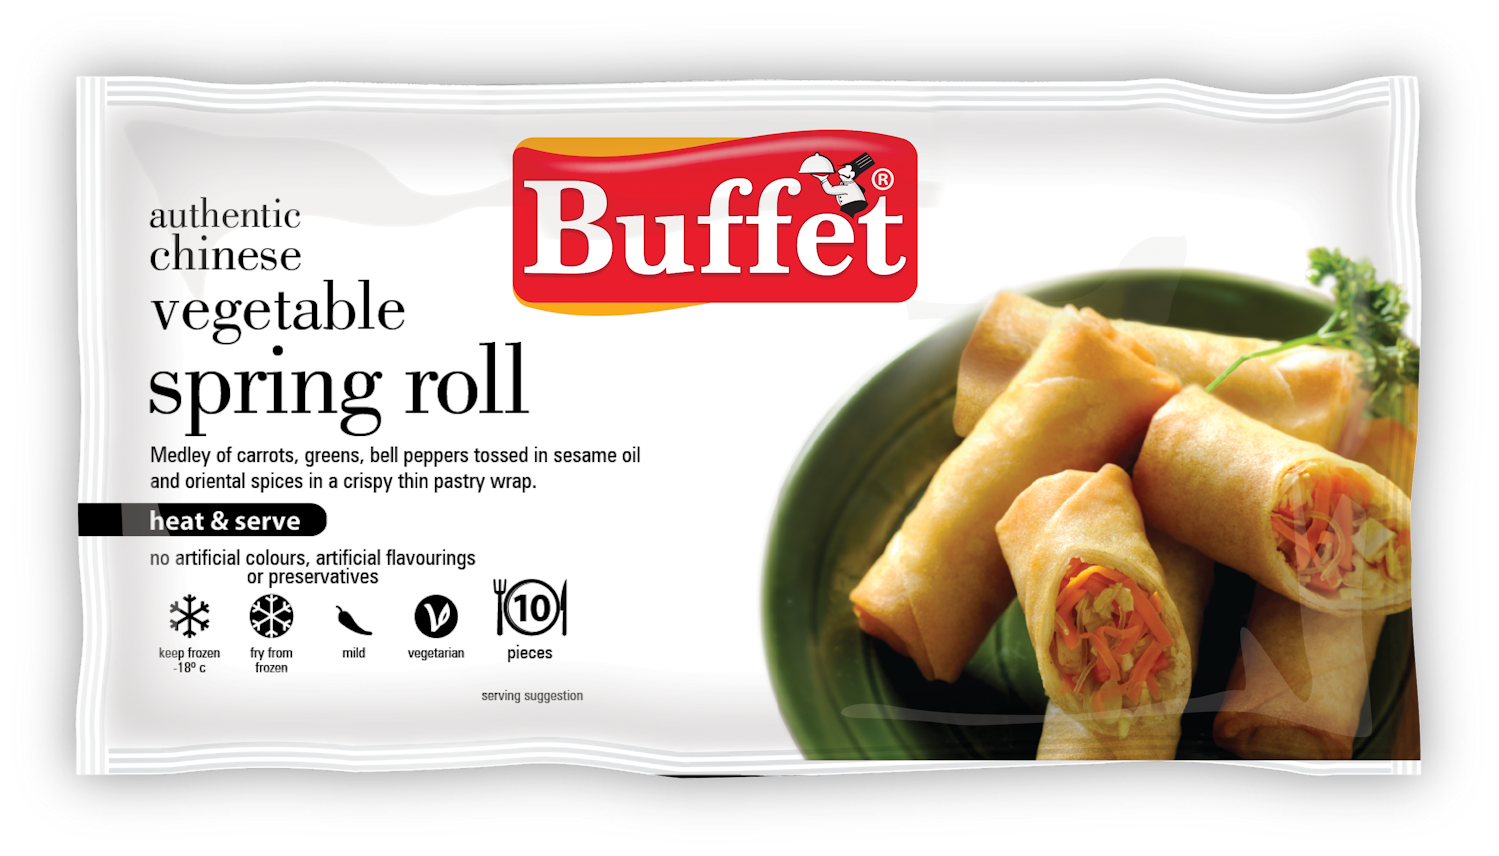 Buffet®
authentic
chinese
vegetable
spring roll
Medley of carrots, greens, bell peppers tossed in sesame oil
and oriental spices in a crispy thin pastry wrap.
heat & serve
no artificial colours, artificial flavourings
or preservatives
keep frozen
-18º c
fry from
frozen
mild
V
vegetarian
10
pieces
serving suggestion